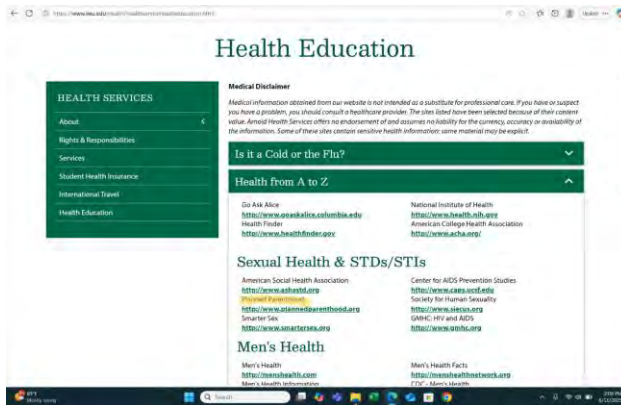 Health Education
HEALTH SERVICES
About
Rights & Responsibilities
Services
Student Health Insurance
International Travel
Health Education
Medical Disclaimer
Medical information obtained from our website is not intended as a substitute for professional care. If you have or suspect
you have a problem, you should consult a healthcare provider. The sites listed have been selected because of their content
value. Arnold Health Services offers no endorsement of and assumes no liability for the currency, accuracy or availability of
the information. Some of these sites contain sensitive health information: some material may be explicit.
Is it a Cold or the Flu?
Health from A to Z
Go Ask Alice
http://www.goaskalice.columbia.edu
Health Finder
http://www.healthfinder.gov
National Institute of Health
http://www.health.nih.gov
American College Health Association
http://www.acha.org/
Sexual Health & STDs/STIs
American Social Health Association
http://www.ashastd.org
Planned Parenthood
http://www.plannedparenthood.org
Smarter Sex
http://www.smartersex.org
Center for AIDS Prevention Studies
http://www.caps.ucsf.edu
Society for Human Sexuality
http://www.siecus.org
GMHC: HIV and AIDS
http://www.gmhc.org
Men's Health
Men's Health
http://menshealth.com
Men's Health Information
Men's Health Facts
http://menshealthnetwork.org
CDC - Men's Health
Search